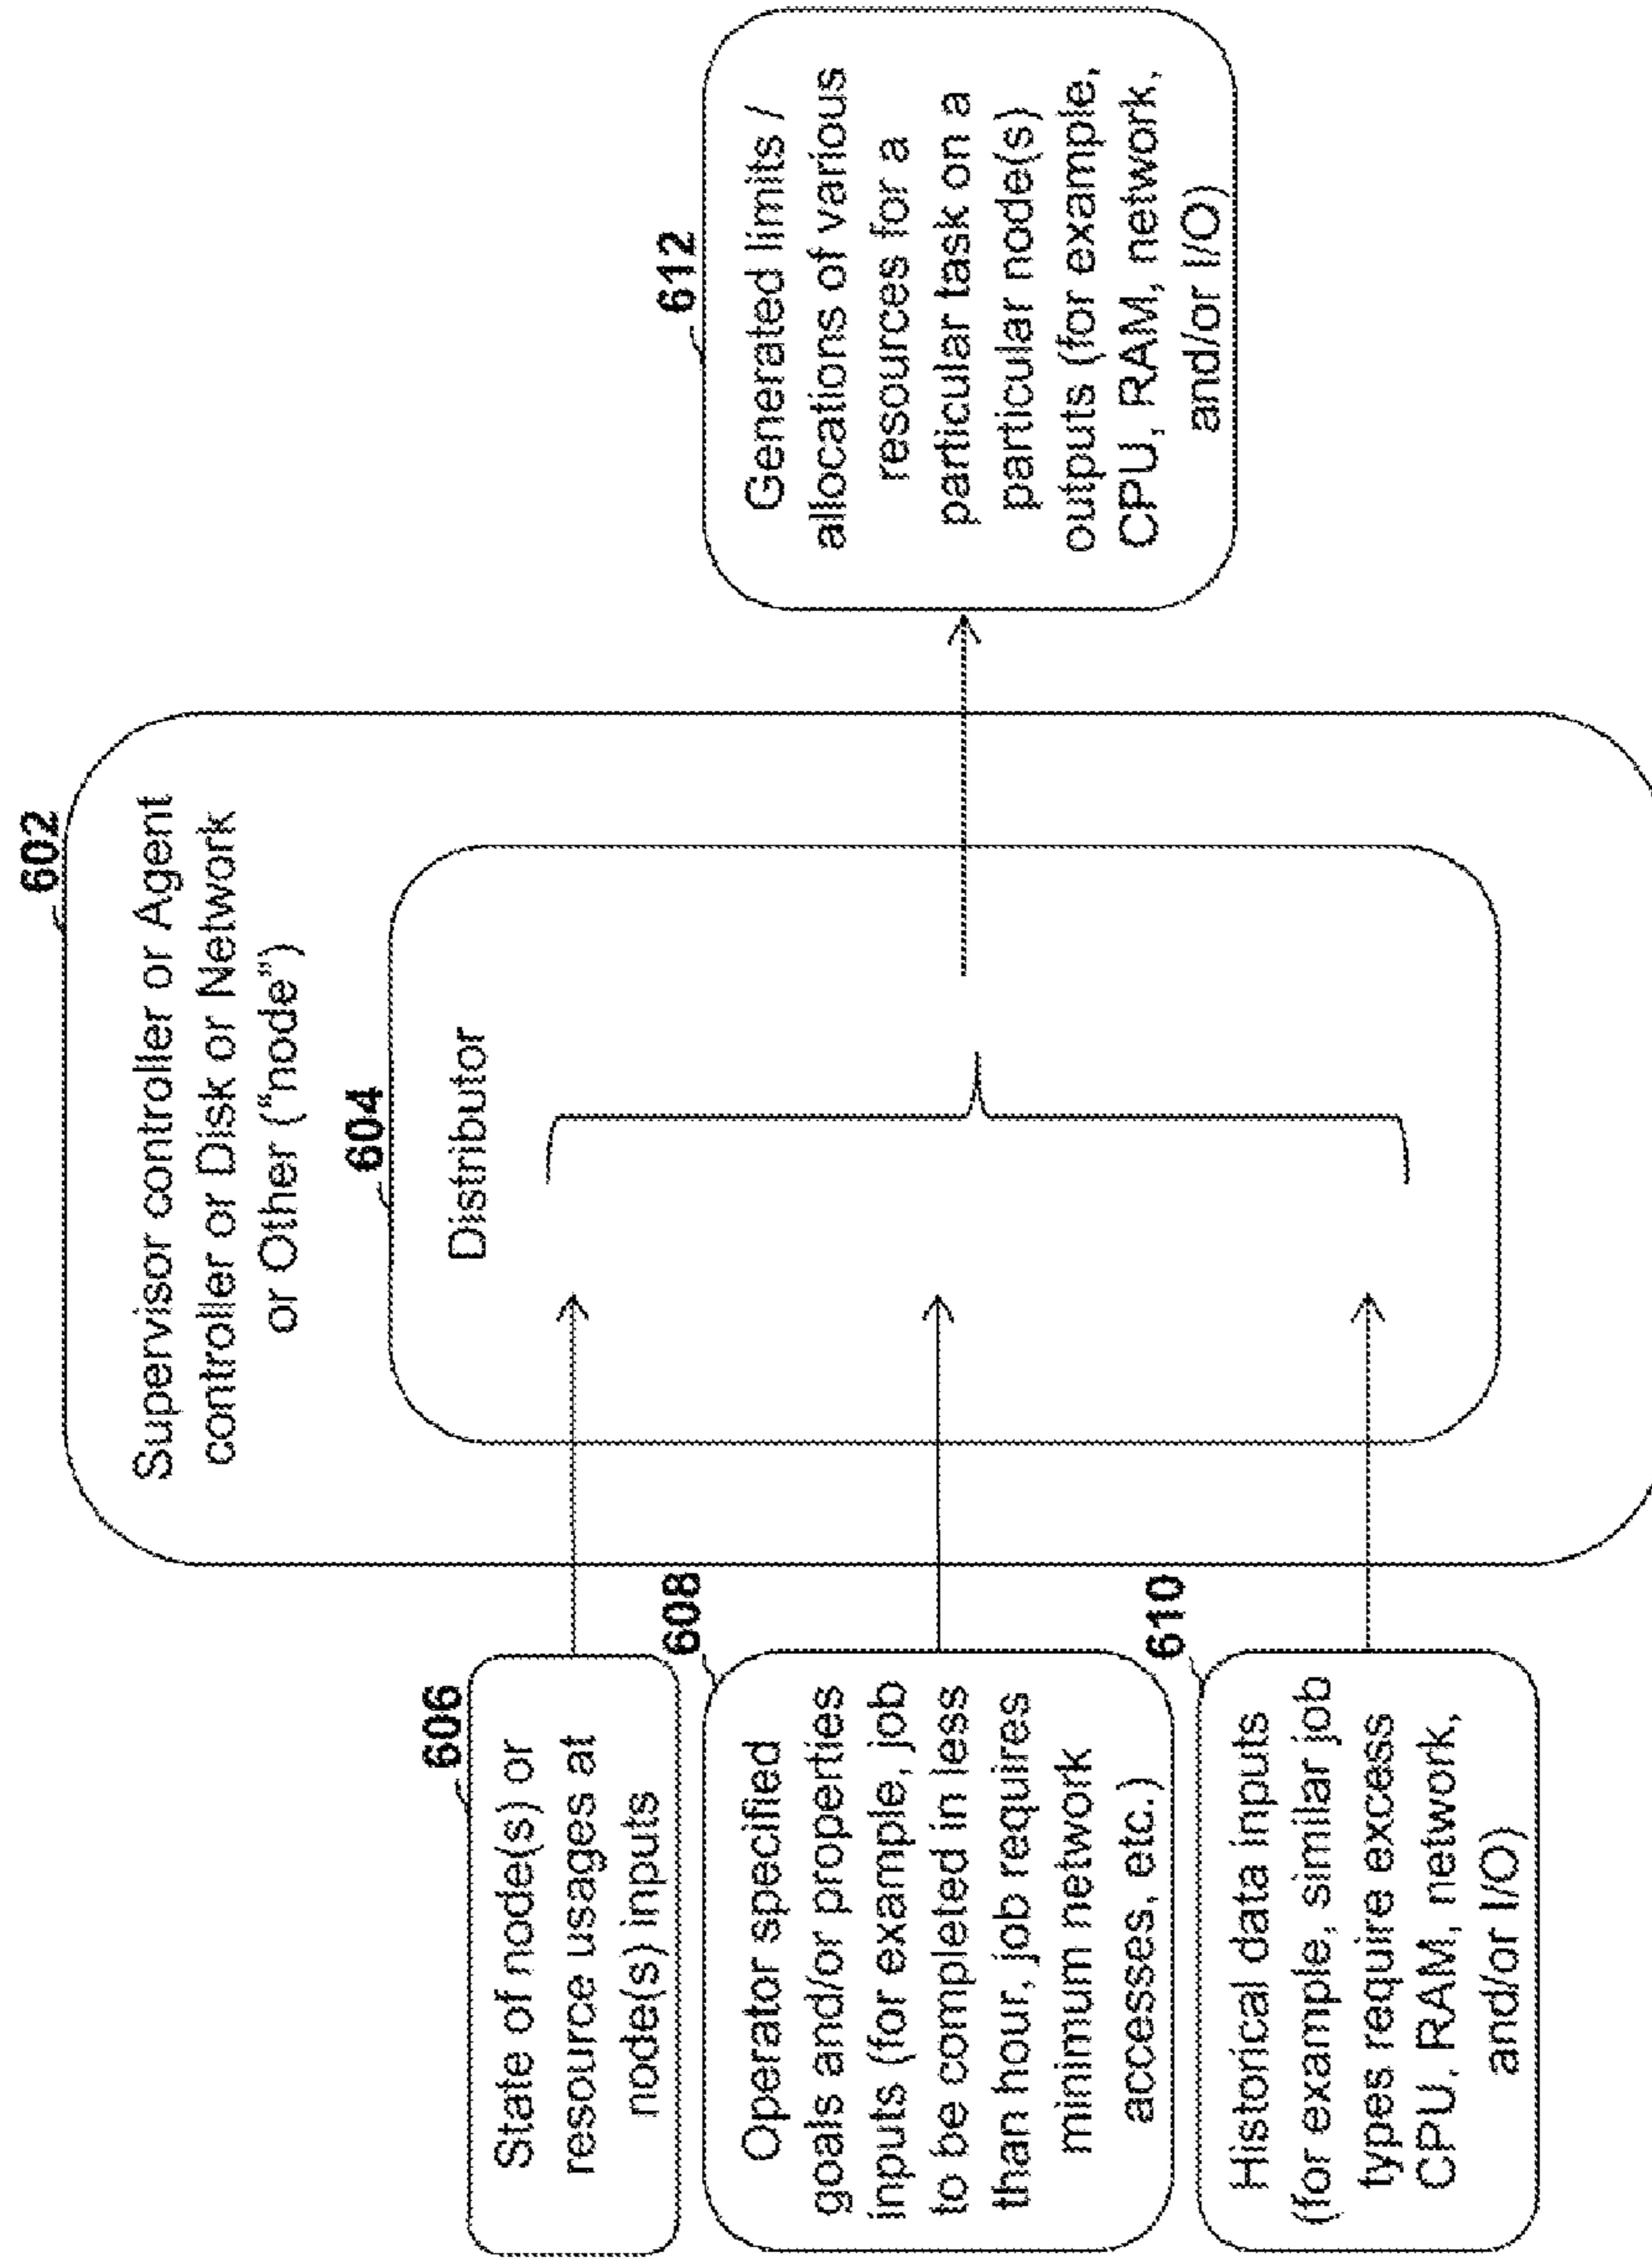 602
Supervisor controller or Agent
controller or Disk or Network
or Other ("node")
604
Distributor
606
State of node(s) or
resource usages at
node(s) inputs
608
Operator specified
goals and/or properties
inputs (for example, job
to be completed in less
than hour, job requires
minimum network
accesses, etc.)
610
Historical data inputs
(for example, similar job
types require excess
CPU, RAM, network,
and/or I/O)
612
Generated limits /
allocations of various
resources for a
particular task on a
particular node(s)
outputs (for example,
CPU, RAM, network,
and/or I/O)